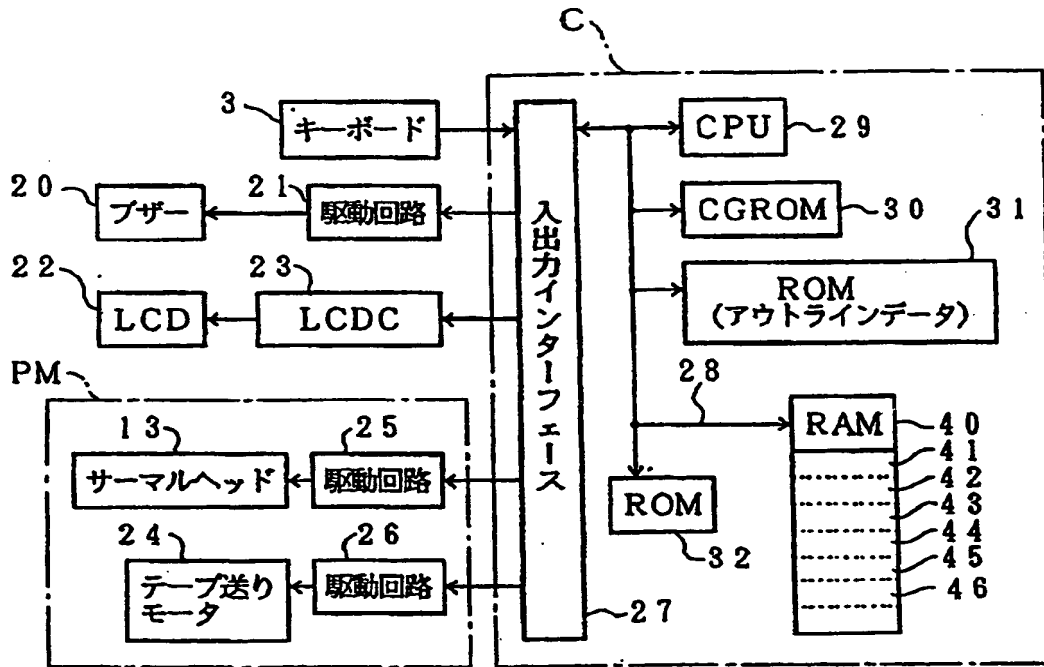 C
3
キーボード
CPU
29
20
ブザー
21
駆動回路
CGROM
30
31
22
LCD
23
LCDC
ROM
(アウトラインデータ)
入出力インターフェース
PM
28
13
サーマルヘッド
25
駆動回路
RAM
40
41
42
43
44
45
46
ROM
32
24
テープ送り
モータ
26
駆動回路
27